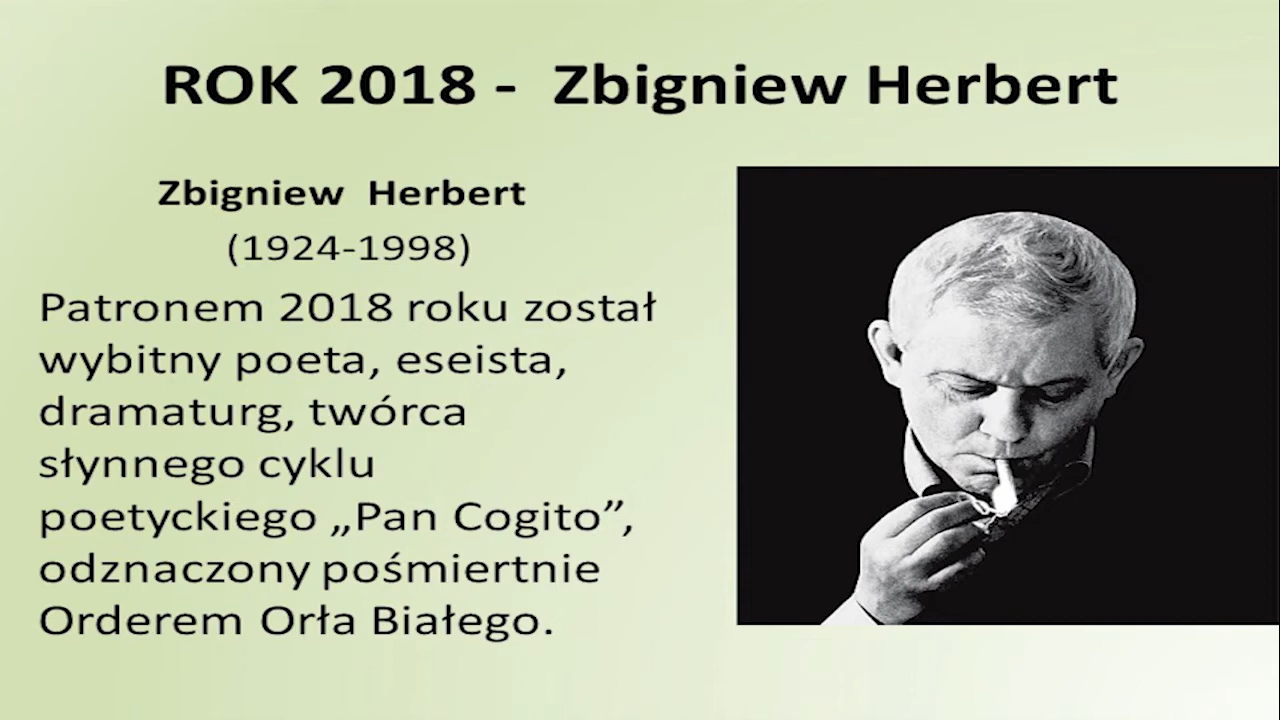 ROK 2018 - Zbigniew Herbert
Zbigniew Herbert
(1924-1998)
Patronem 2018 roku został
wybitny poeta, eseista,
dramaturg, twórca
słynnego cyklu
poetyckiego „Pan Cogito”,
odznaczony pośmiertnie
Orderem Orła Białego.